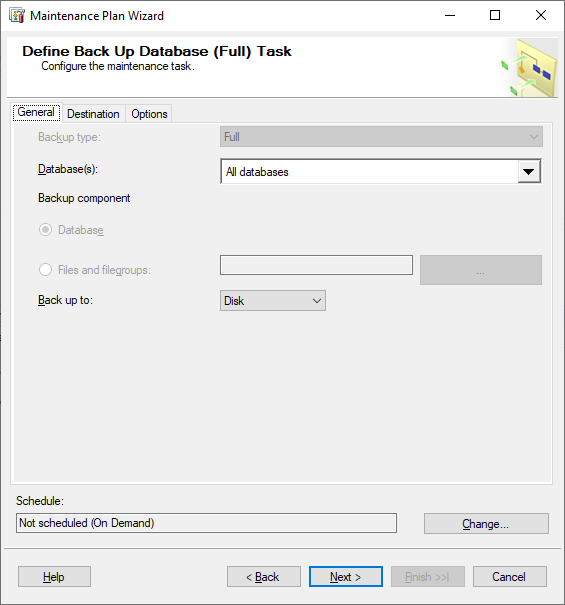 Maintenance Plan Wizard
Define Back Up Database (Full) Task
Configure the maintenance task.
General Destination Options
Backup type: Full
Database(s): All databases
Backup component
Database
Files and filegroups: ...
Back up to: Disk
Schedule:
Not scheduled (On Demand) Change...
Help < Back Next > Finish >>| Cancel